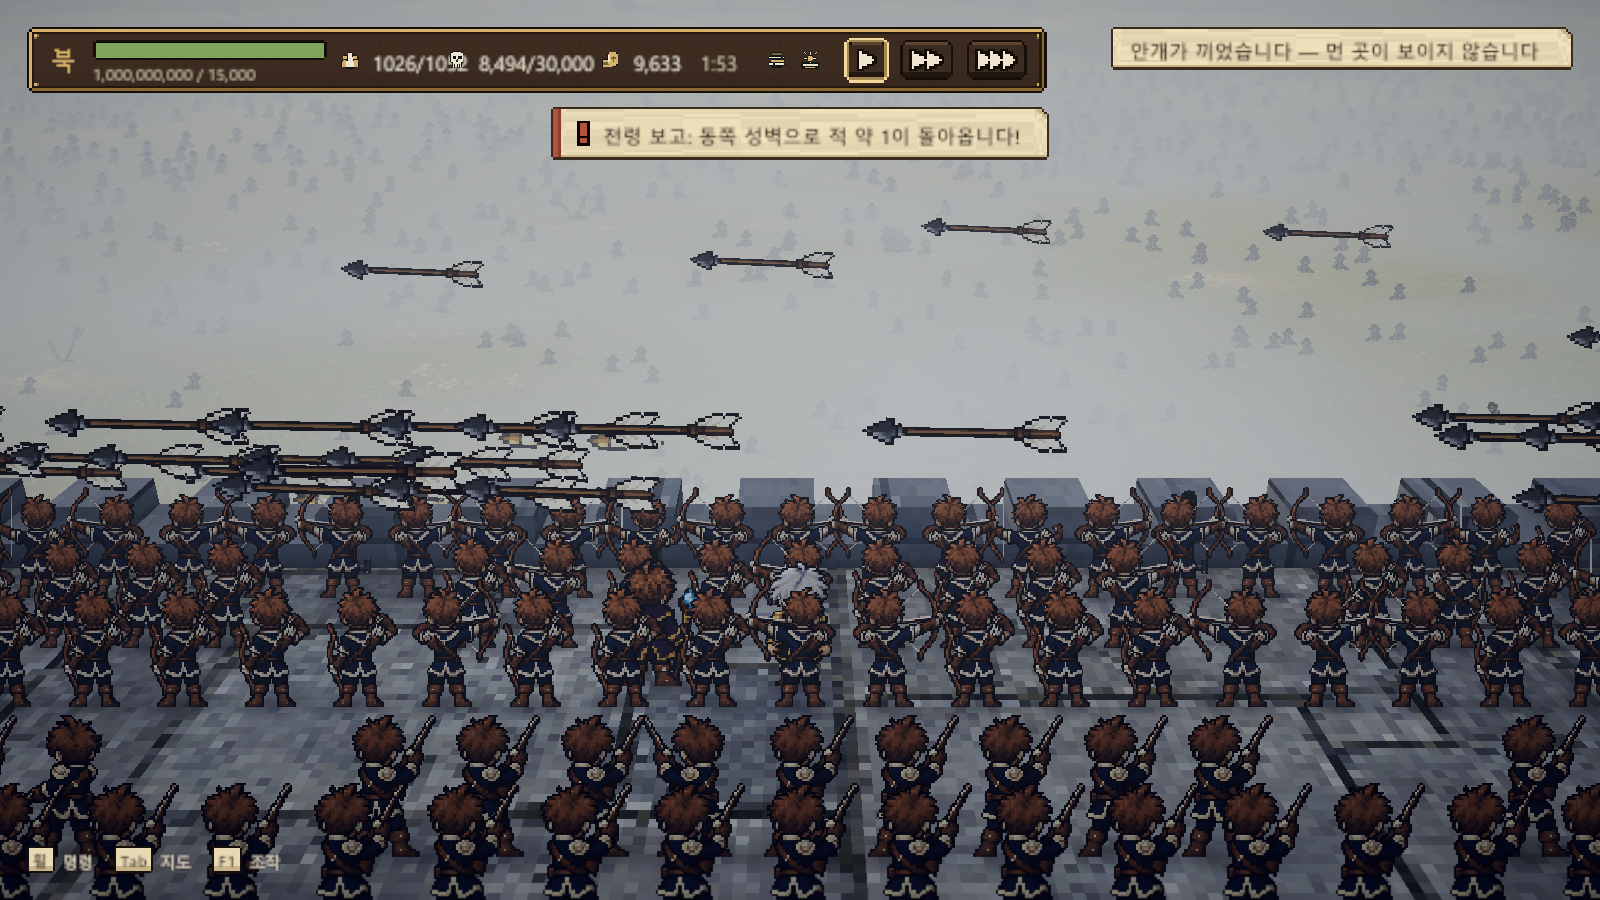 북
1,000,000,000 / 15,000
1026/1052
8,494/30,000
9,633
1:53
안개가 끼었습니다 — 먼 곳이 보이지 않습니다
전령 보고: 동쪽 성벽으로 적 약 1이 돌아옵니다!
휠 명령
Tab 지도
F1 조작